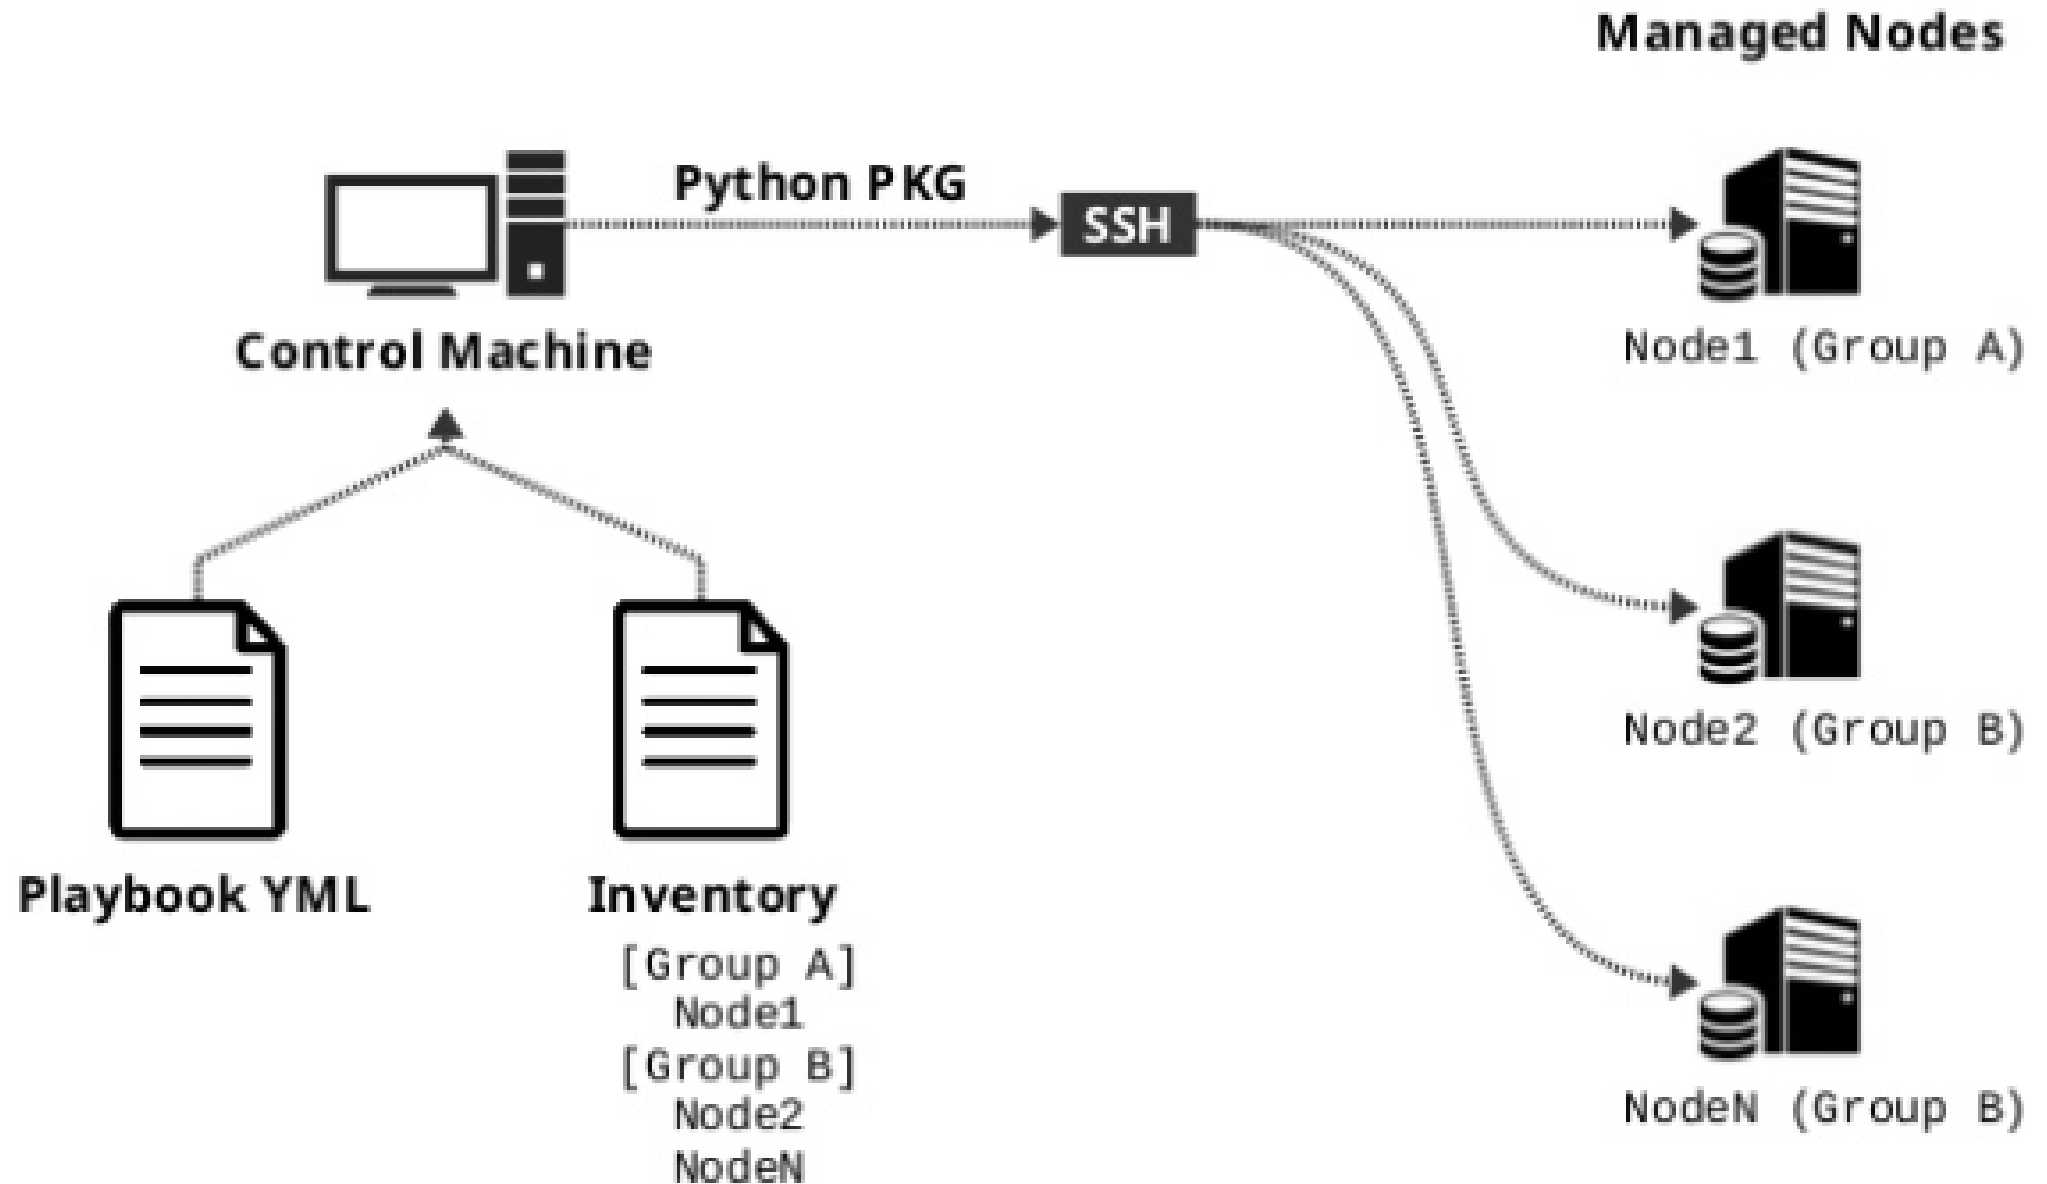 Managed Nodes
Python PKG
SSH
Control Machine
Node1 (Group A)
Node2 (Group B)
Playbook YML
Inventory
[Group A]
Node1
[Group B]
Node2
NodeN
NodeN (Group B)